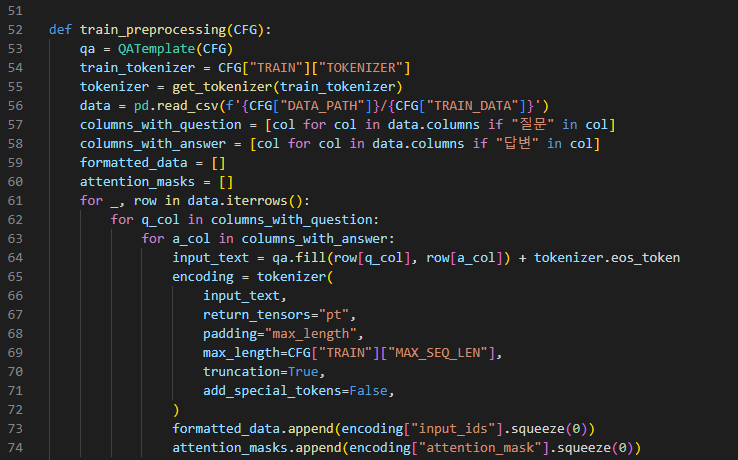 51
52 def train_preprocessing(CFG):
53     qa = QATemplate(CFG)
54     train_tokenizer = CFG["TRAIN"]["TOKENIZER"]
55     tokenizer = get_tokenizer(train_tokenizer)
56     data = pd.read_csv(f'{CFG["DATA_PATH"]}/{CFG["TRAIN_DATA"]}')
57     columns_with_question = [col for col in data.columns if "질문" in col]
58     columns_with_answer = [col for col in data.columns if "답변" in col]
59     formatted_data = []
60     attention_masks = []
61     for _, row in data.iterrows():
62         for q_col in columns_with_question:
63             for a_col in columns_with_answer:
64                 input_text = qa.fill(row[q_col], row[a_col]) + tokenizer.eos_token
65                 encoding = tokenizer(
66                     input_text,
67                     return_tensors="pt",
68                     padding="max_length",
69                     max_length=CFG["TRAIN"]["MAX_SEQ_LEN"],
70                     truncation=True,
71                     add_special_tokens=False,
72                 )
73                 formatted_data.append(encoding["input_ids"].squeeze(0))
74                 attention_masks.append(encoding["attention_mask"].squeeze(0))